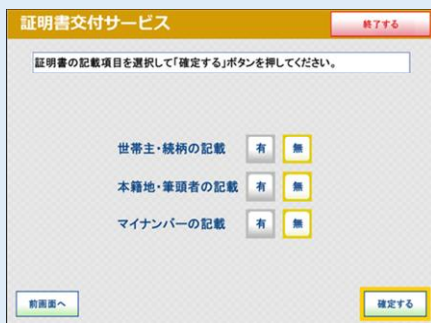 証明書交付サービス
終了する
証明書の記載項目を選択して「確定する」ボタンを押してください。
世帯主・続柄の記載 有 無
本籍地・筆頭者の記載 有 無
マイナンバーの記載 有 無
前画面へ
確定する